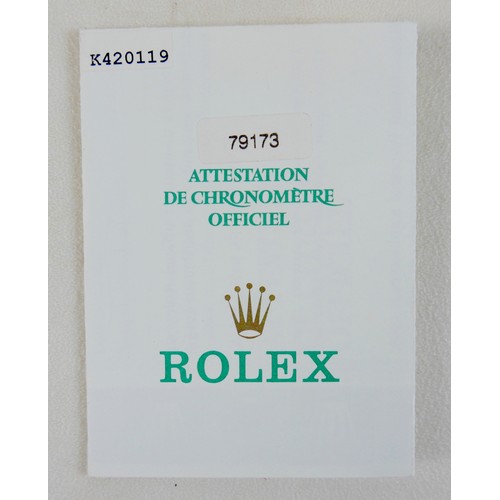 K420119
79173
ATTESTATION
DE CHRONOMÈTRE
OFFICIEL
ROLEX